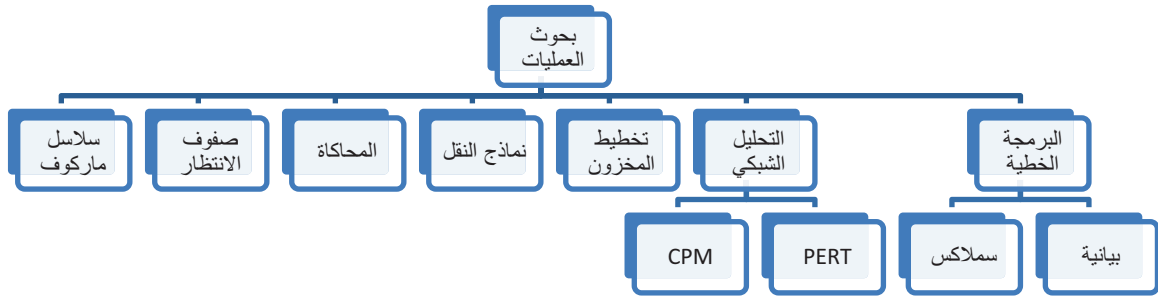 بحوث
العمليات
البرمجة
الخطية
التحليل
الشبكي
تخطيط
المخزون
نماذج النقل
المحاكاة
صفوف
الانتظار
سلاسل
ماركوف
بيانية
سملاكس
PERT
CPM